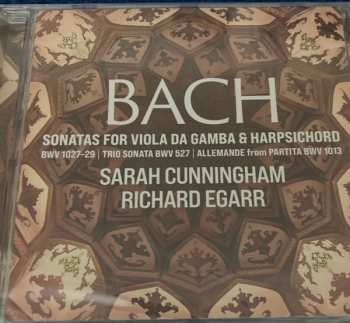 BACH
SONATAS FOR VIOLA DA GAMBA & HARPSICHORD
BWV 1027-29 | TRIO SONATA BWV 527 | ALLEMANDE from PARTITA BWV 1013
SARAH CUNNINGHAM
RICHARD EGARR